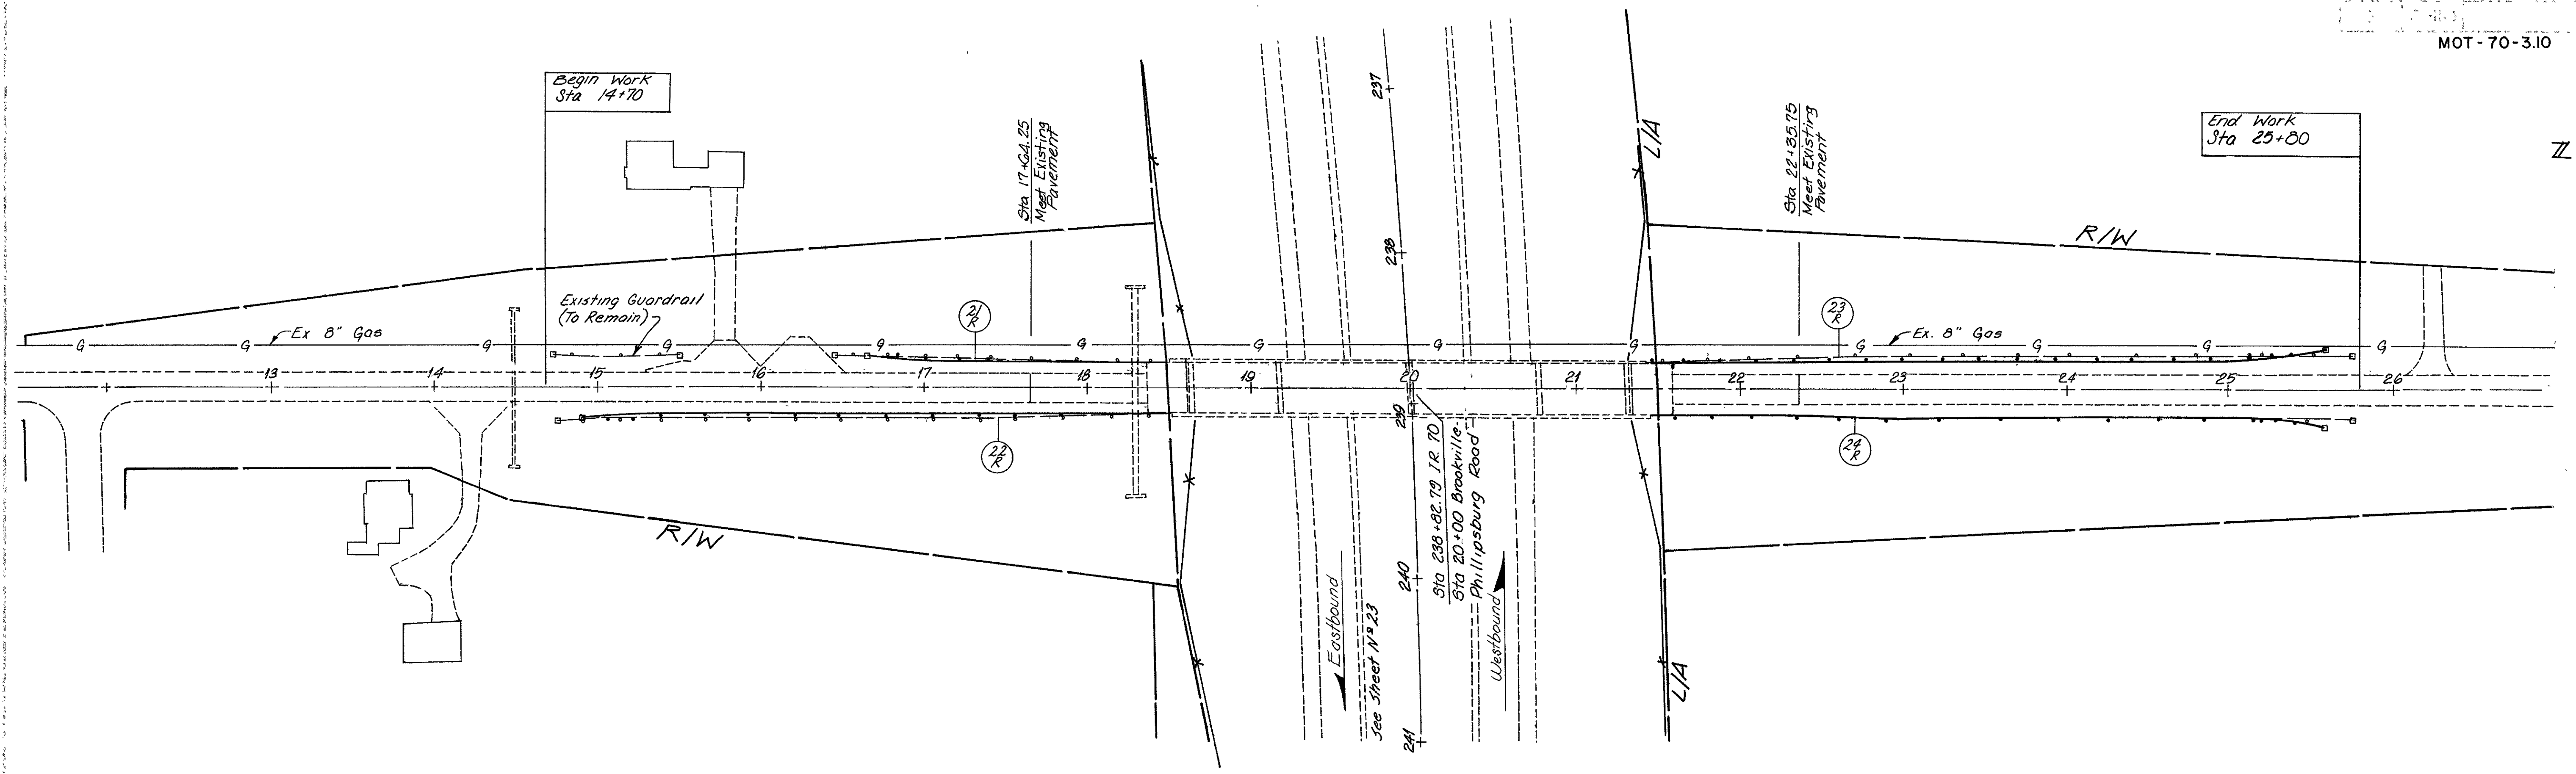 MOT-70-3.10
Begin Work
Sta 14+70
Sta 17+64.25
Meet Existing
Pavement
237
L/A
Sta 22+35.75
Meet Existing
Pavement
End Work
Sta 25+80
R/W
238
Existing Guardrail
(To Remain)
Ex 8" Gas
21
R
23
R
Ex. 8" Gas
G G G G G G G G G G G G G G
13 14 15 16 17 18 19 20 21 22 23 24 25 26
239
22
R
24
R
R/W
Sta 238+82.79 I.R. 70
Sta 20+00 Brookville-
Phillipsburg Road
240
Eastbound
See Sheet Nº 23
Westbound
L/A
241